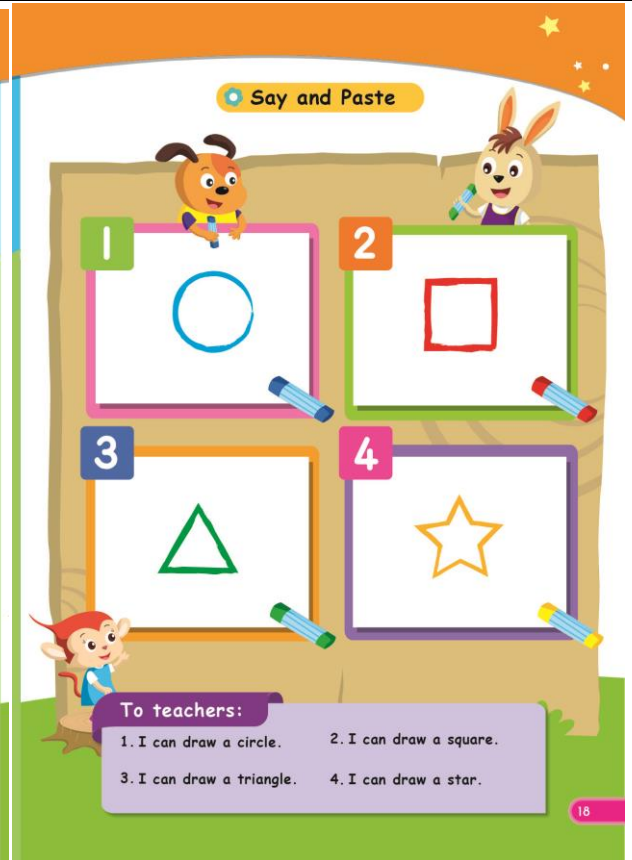 Say and Paste
1
2
3
4
To teachers:
1. I can draw a circle.
2. I can draw a square.
3. I can draw a triangle.
4. I can draw a star.
18